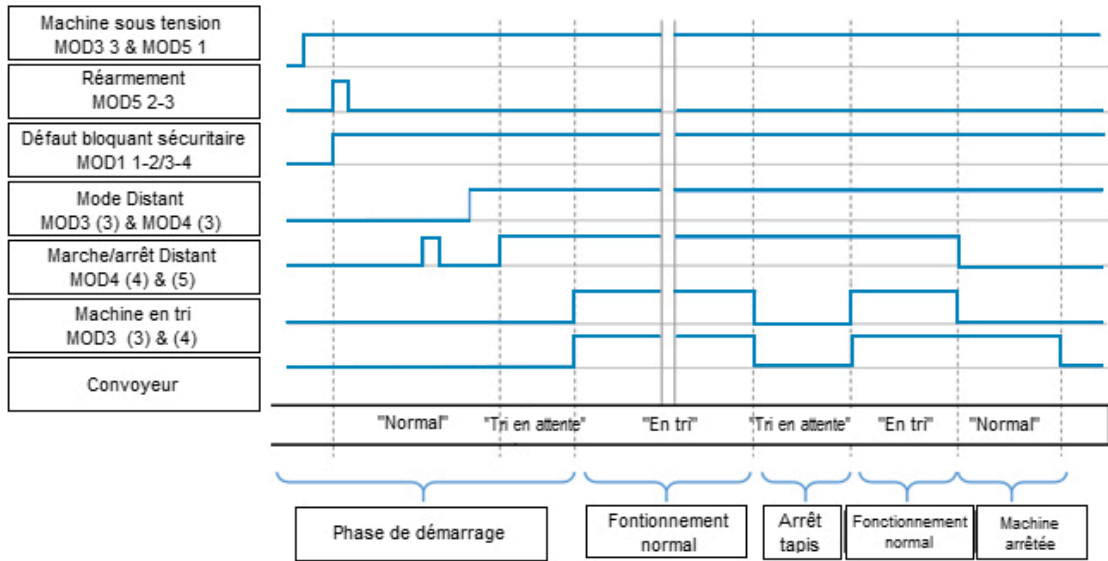 Machine sous tension
MOD3 3 & MOD5 1
Réarmement
MOD5 2-3
Défaut bloquant sécuritaire
MOD1 1-2/3-4
Mode Distant
MOD3 (3) & MOD4 (3)
Marche/arrêt Distant
MOD4 (4) & (5)
Machine en tri
MOD3 (3) & (4)
Convoyeur
"Normal" "Tri en attente" "En tri" "Tri en attente" "En tri" "Normal"
Phase de démarrage
Fontionnement
normal
Arrêt
tapis
Fonctionnement
normal
Machine
arrêtée